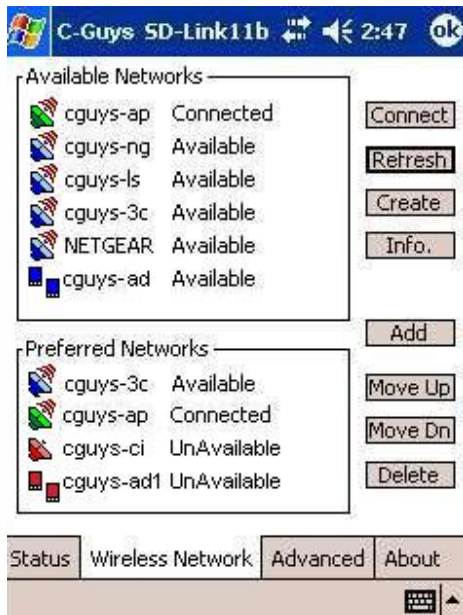 C-Guys SD-Link11b 2:47 ok
Available Networks
cguys-ap Connected
cguys-ng Available
cguys-ls Available
cguys-3c Available
NETGEAR Available
cguys-ad Available
Connect
Refresh
Create
Info.
Add
Preferred Networks
cguys-3c Available
cguys-ap Connected
cguys-ci UnAvailable
cguys-ad1 UnAvailable
Move Up
Move Dn
Delete
Status Wireless Network Advanced About